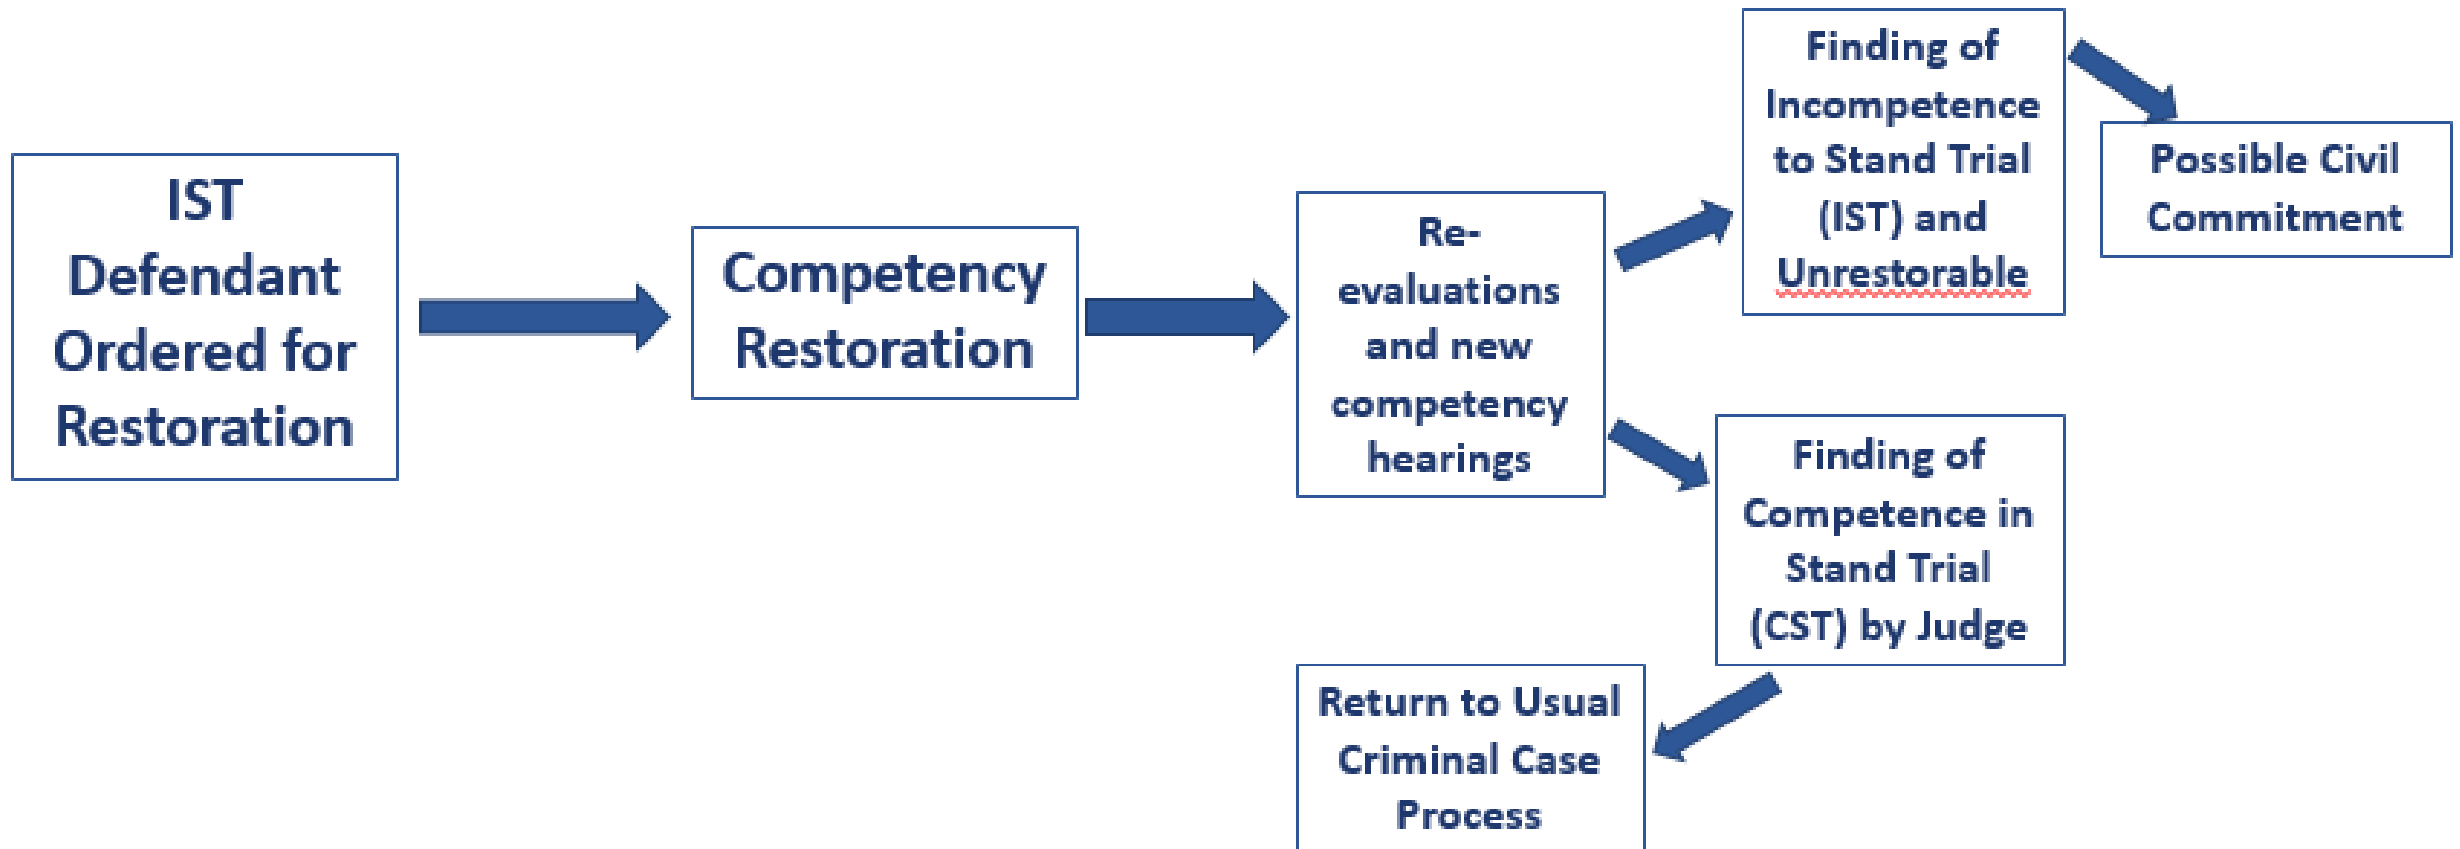 IST
Defendant
Ordered for
Restoration
Competency
Restoration
Re-
evaluations
and new
competency
hearings
Finding of
Incompetence
to Stand Trial
(IST) and
Unrestorable
Possible Civil
Commitment
Finding of
Competence in
Stand Trial
(CST) by Judge
Return to Usual
Criminal Case
Process